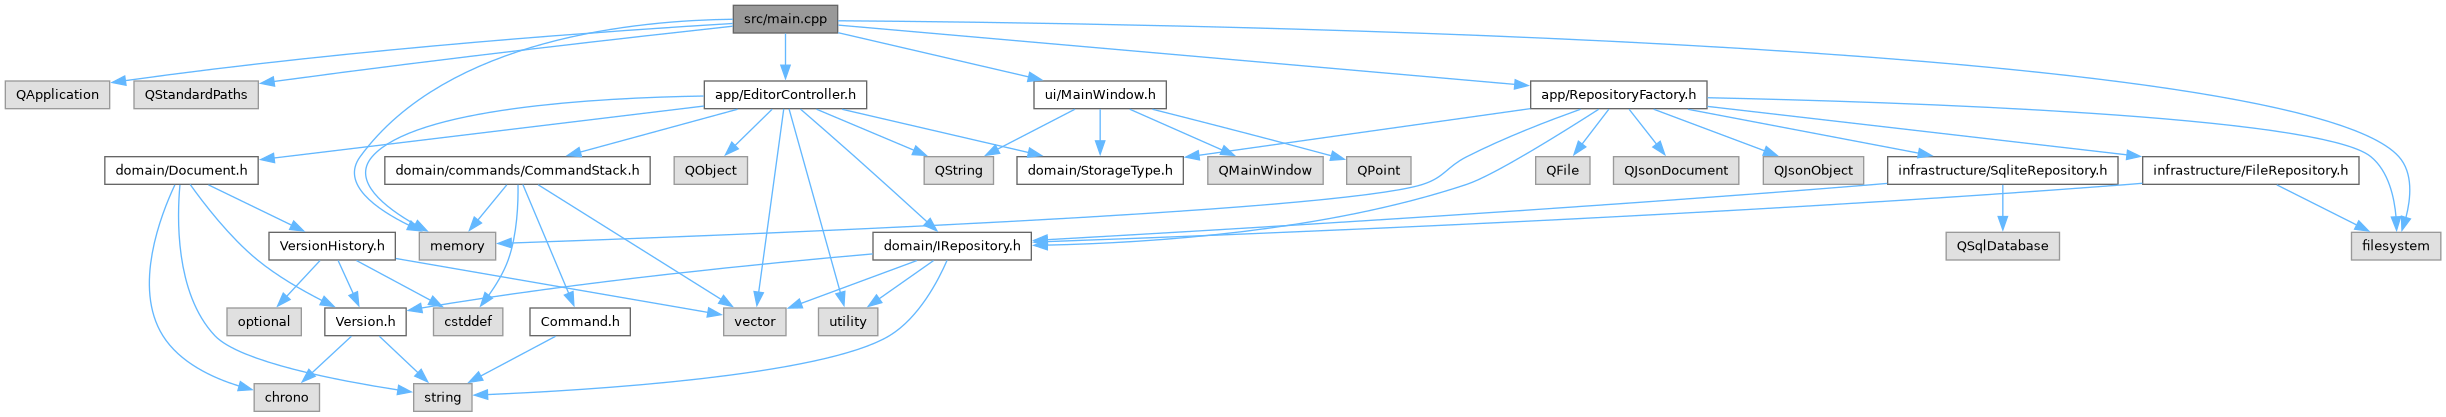 src/main.cpp
QApplication
QStandardPaths
app/EditorController.h
ui/MainWindow.h
app/RepositoryFactory.h
domain/Document.h
domain/commands/CommandStack.h
QObject
QString
domain/StorageType.h
QMainWindow
QPoint
QFile
QJsonDocument
QJsonObject
infrastructure/SqliteRepository.h
infrastructure/FileRepository.h
VersionHistory.h
memory
domain/IRepository.h
QSqlDatabase
filesystem
optional
Version.h
cstddef
Command.h
vector
utility
chrono
string